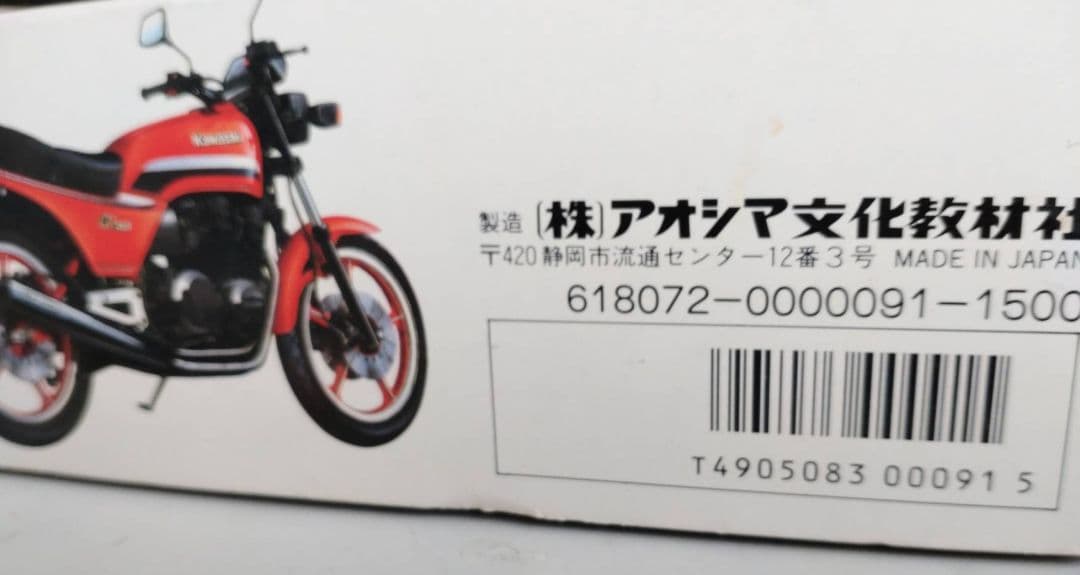 Kawasaki
製造 (株)アオシマ文化教材社
〒420 静岡市流通センター12番3号 MADE IN JAPAN
618072-0000091-1500
T4905083 00091 5